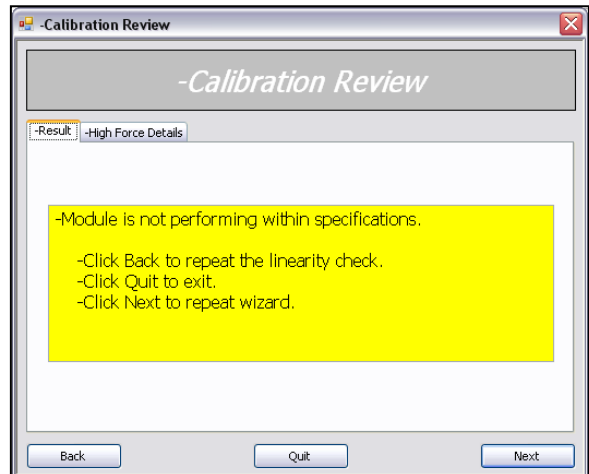 -Calibration Review
-Calibration Review
-Result -High Force Details
-Module is not performing within specifications.
-Click Back to repeat the linearity check.
-Click Quit to exit.
-Click Next to repeat wizard.
Back Quit Next